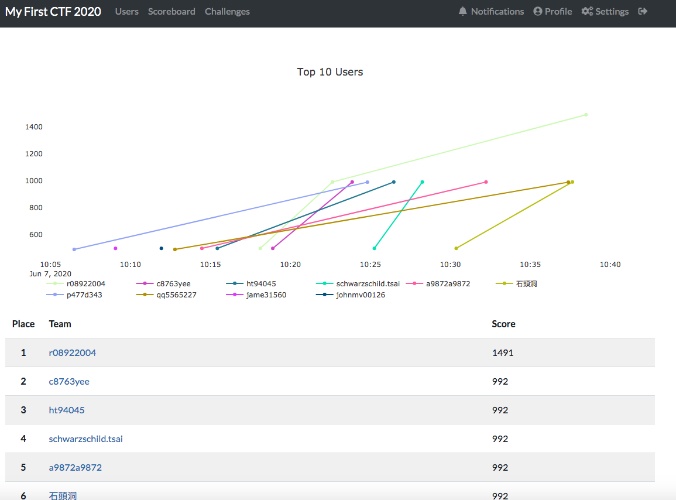 My First CTF 2020 Users Scoreboard Challenges Notifications Profile Settings
Top 10 Users
1400
1200
1000
800
600
10:05 10:10 10:15 10:20 10:25 10:30 10:35 10:40
Jun 7, 2020
r08922004 c8763yee ht94045 schwarzschild.tsai a9872a9872 石頭洞
p477d343 qq5565227 jame31560 johnmv00126
Place Team Score
1 r08922004 1491
2 c8763yee 992
3 ht94045 992
4 schwarzschild.tsai 992
5 a9872a9872 992
6 石頭洞 992